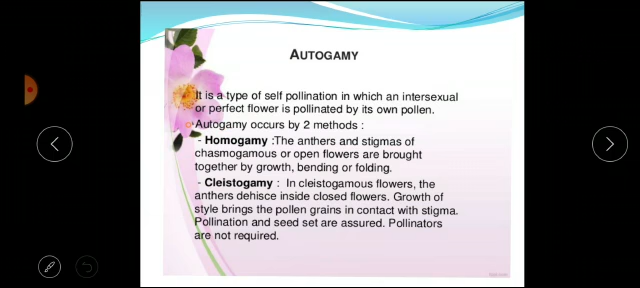 AUTOGAMY
It is a type of self pollination in which an intersexual
or perfect flower is pollinated by its own pollen.
Autogamy occurs by 2 methods :
- Homogamy :The anthers and stigmas of
chasmogamous or open flowers are brought
together by growth, bending or folding.
- Cleistogamy : In cleistogamous flowers, the
anthers dehisce inside closed flowers. Growth of
style brings the pollen grains in contact with stigma.
Pollination and seed set are assured. Pollinators
are not required.